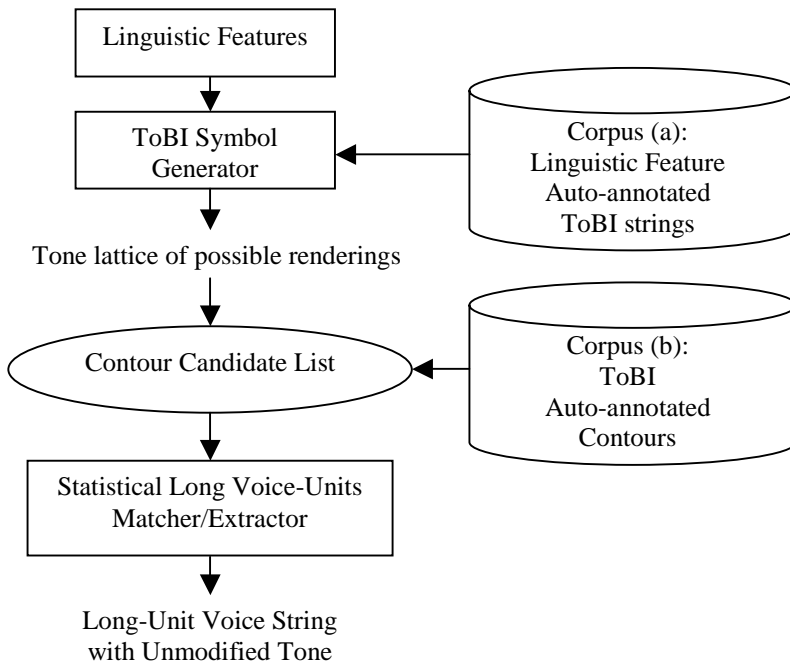 Linguistic Features
ToBI Symbol
Generator
Corpus (a):
Linguistic Feature
Auto-annotated
ToBI strings
Tone lattice of possible renderings
Contour Candidate List
Corpus (b):
ToBI
Auto-annotated
Contours
Statistical Long Voice-Units
Matcher/Extractor
Long-Unit Voice String
with Unmodified Tone